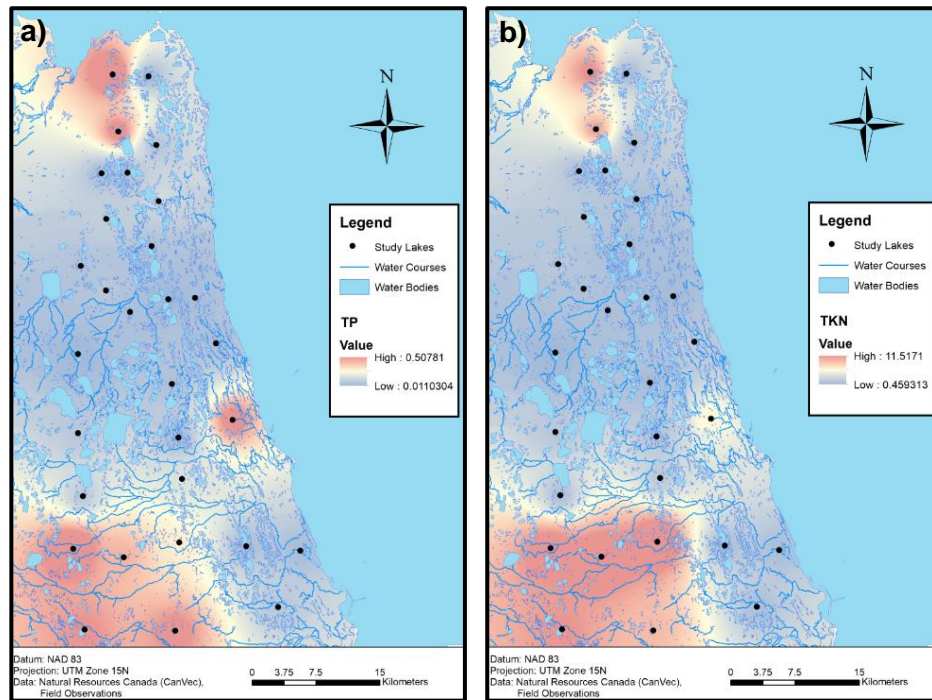 a)
N
Legend
Study Lakes
Water Courses
Water Bodies
TP
Value
High : 0.50781
Low : 0.0110304
Datum: NAD 83
Projection: UTM Zone 15N
Data: Natural Resources Canada (CanVec),
Field Observations
0 3.75 7.5 15
Kilometers
b)
N
Legend
Study Lakes
Water Courses
Water Bodies
TKN
Value
High : 11.5171
Low : 0.459313
Datum: NAD 83
Projection: UTM Zone 15N
Data: Natural Resources Canada (CanVec),
Field Observations
0 3.75 7.5 15
Kilometers